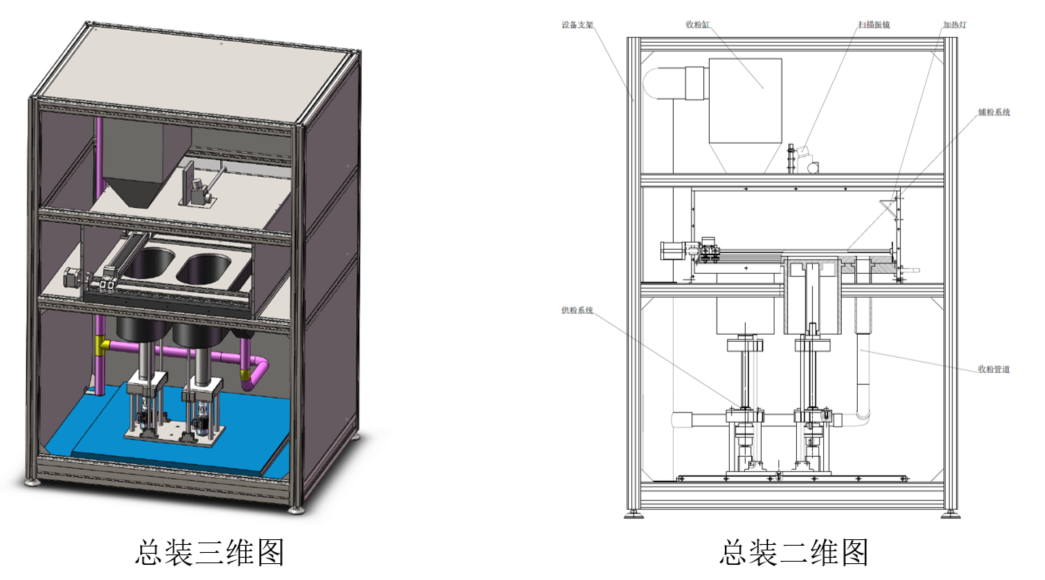 设备支架
收粉缸
扫描振镜
加热灯
铺粉系统
供粉系统
收粉管道
总装三维图
总装二维图